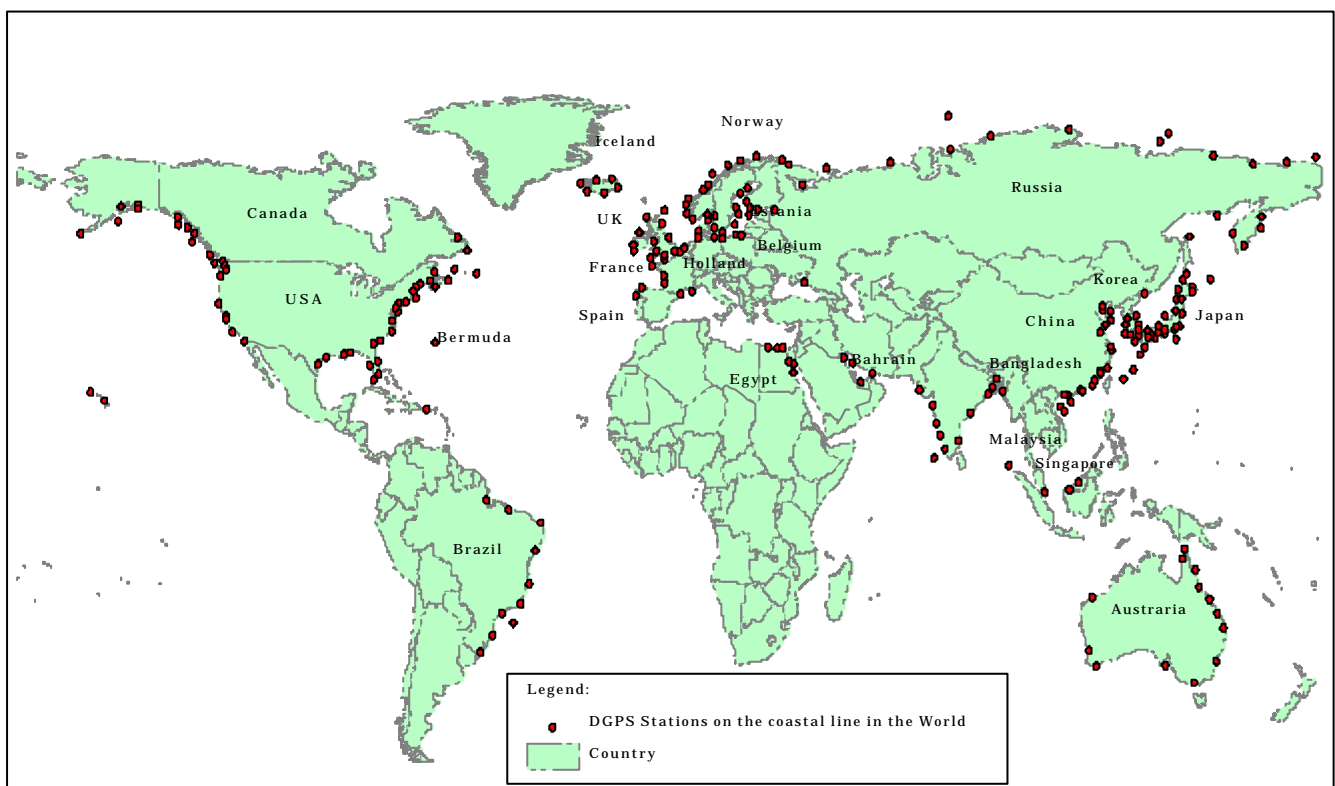 Norway
Iceland
Russia
Canada
UK
Estania
Belgium
Holland
France
Korea
USA
Spain
China
Japan
Bermuda
Bahrain
Bangladesh
Egypt
Malaysia
Singapore
Brazil
Austraria
Legend:
DGPS Stations on the coastal line in the World
Country